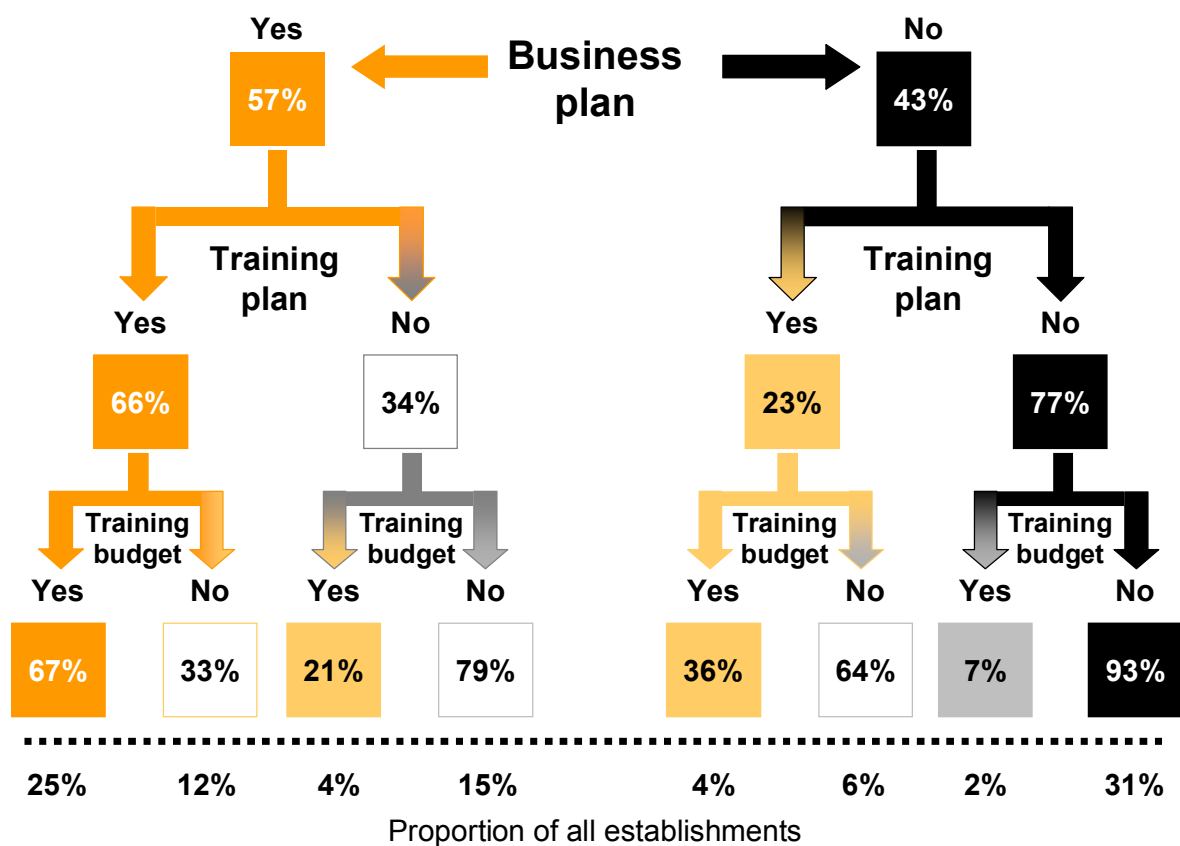 Yes
No
Business
plan
57%
43%
Training
plan
Training
plan
Yes
No
Yes
No
66%
34%
23%
77%
Training
budget
Training
budget
Training
budget
Training
budget
Yes
No
Yes
No
Yes
No
Yes
No
67%
33%
21%
79%
36%
64%
7%
93%
25%
12%
4%
15%
4%
6%
2%
31%
Proportion of all establishments